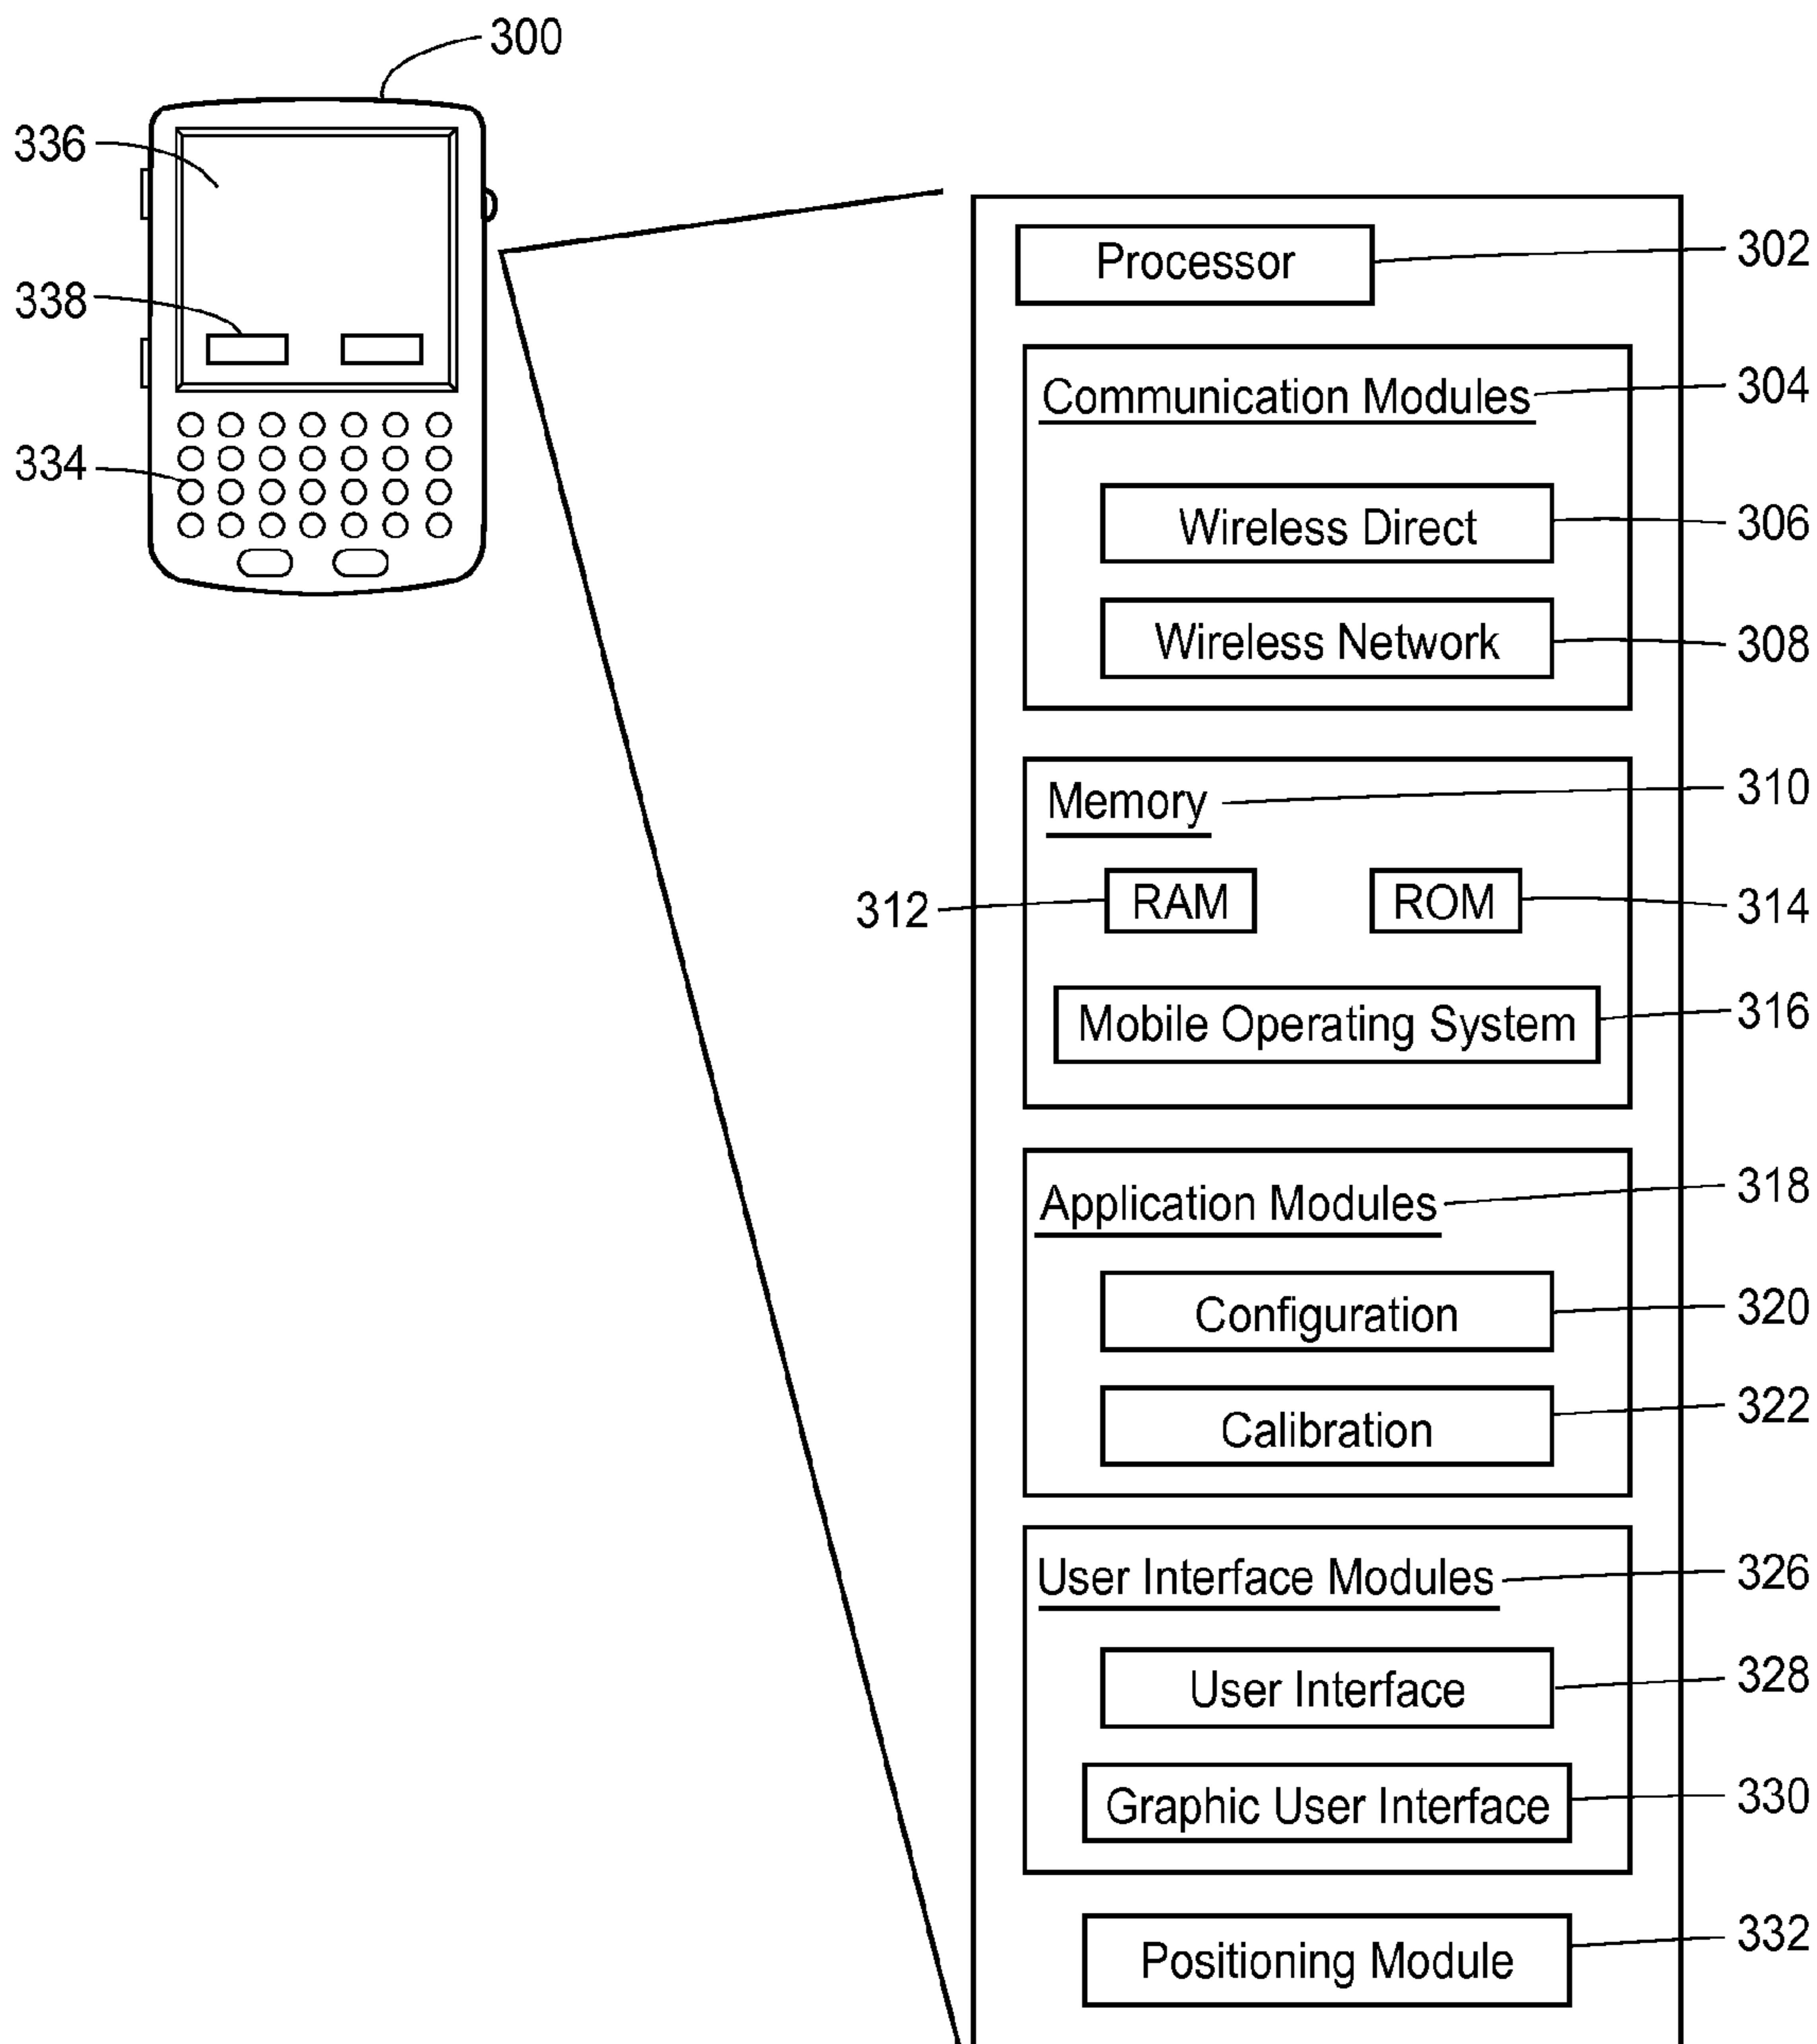 300
336
338
334
Processor 302
Communication Modules 304
Wireless Direct 306
Wireless Network 308
Memory 310
312 RAM ROM 314
Mobile Operating System 316
Application Modules 318
Configuration 320
Calibration 322
User Interface Modules 326
User Interface 328
Graphic User Interface 330
Positioning Module 332